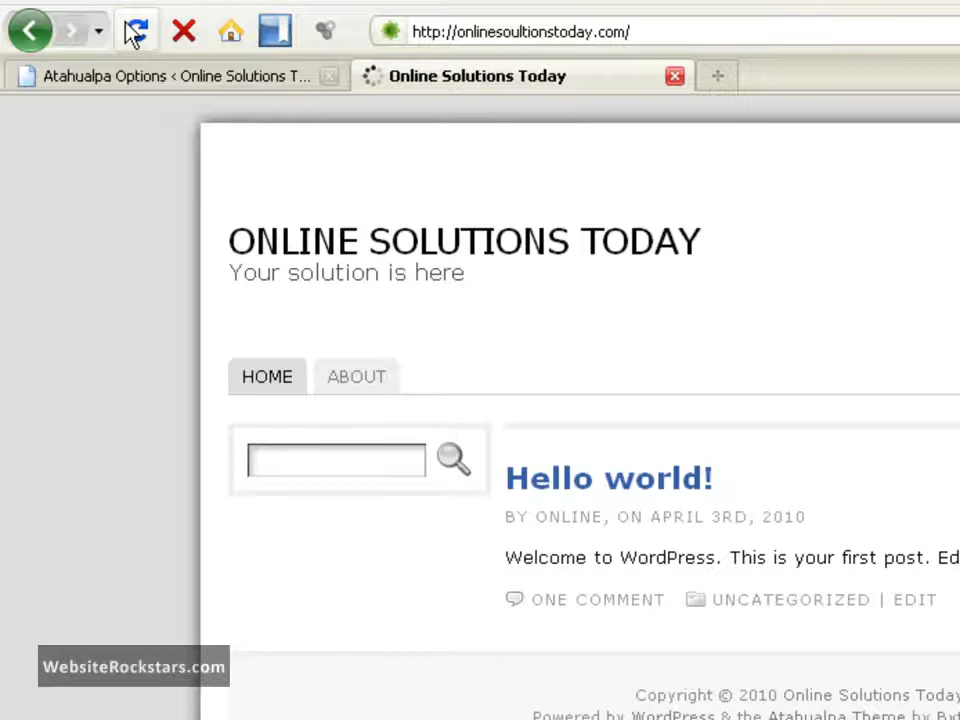 http://onlinesoultionstoday.com/
Atahualpa Options ‹ Online Solutions T...
Online Solutions Today
ONLINE SOLUTIONS TODAY
Your solution is here
HOME
ABOUT
Hello world!
BY ONLINE, ON APRIL 3RD, 2010
Welcome to WordPress. This is your first post. Ed
ONE COMMENT UNCATEGORIZED | EDIT
WebsiteRockstars.com
Copyright © 2010 Online Solutions Today
Powered by WordPress & the Atahualpa Theme by